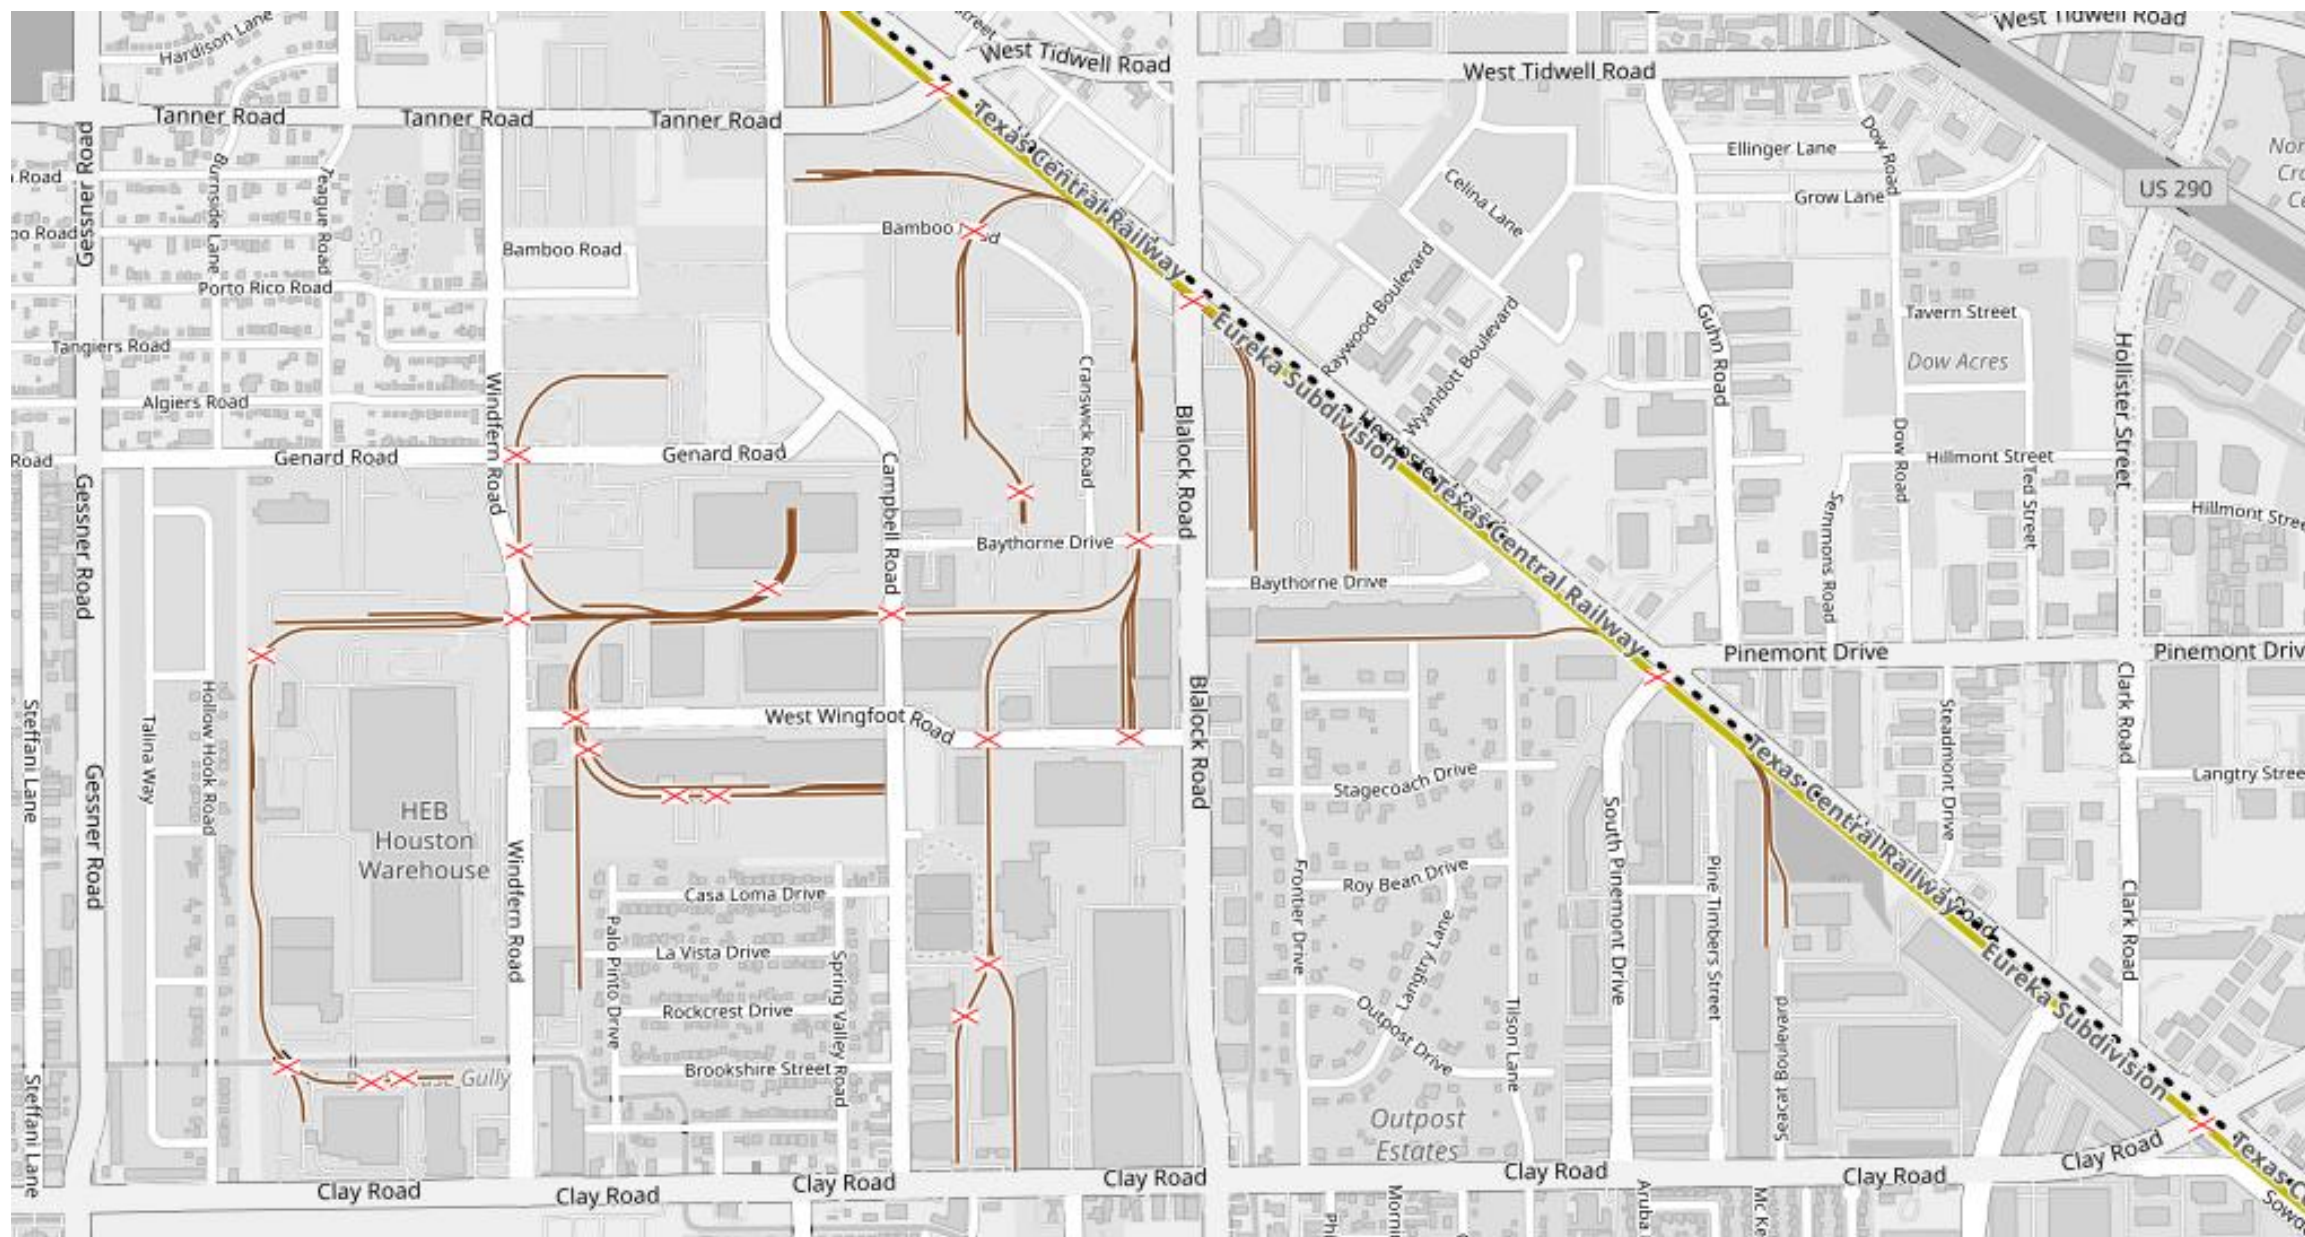 Hardison Lane
West Tidwell Road
West Tidwell Road
West Tidwell Road
Tanner Road
Tanner Road
Tanner Road
Gessner Road
Burnside Lane
Teague Road
Road
Road
Porto Rico Road
Bamboo Road
Bamboo
Tangiers Road
Algiers Road
Windfern Road
Genard Road
Genard Road
Road
Campbell Road
Cranswick Road
Baythorne Drive
Baythorne Drive
Blalock Road
Blalock Road
Texas Central Railway
Eureka Subdivision
Texas Central Railway
Texas Central Railway
Eureka Subdivision
Celina Lane
Raywood Boulevard
Wyandott Boulevard
Guhn Road
Ellinger Lane
Grow Lane
Dow Road
US 290
Tavern Street
Dow Acres
Hollister Street
Hillmont Street
Dow Road
Ted Street
Semmons Road
Pinemont Drive
Clark Road
Langtry
Clark Road
Steadmont Drive
Gessner Road
Gessner Road
Steffani Lane
Steffani Lane
Talina Way
Hollow Hook Road
HEB
Houston
Warehouse
Windfern Road
West Wingfoot Road
Casa Loma Drive
La Vista Drive
Rockcrest Drive
Brookshire Street
Palo Pinto Drive
Spring Valley Road
Gully
Stagecoach Drive
Frontier Drive
Roy Bean Drive
Langtry Lane
Outpost Drive
Tilson Lane
Outpost
Estates
South Pinemont Drive
Pine Timbers Street
Seacat Boulevard
Clay Road
Clay Road
Clay Road
Clay Road
Clay Road
Clay Road
Clay Road
Aruba